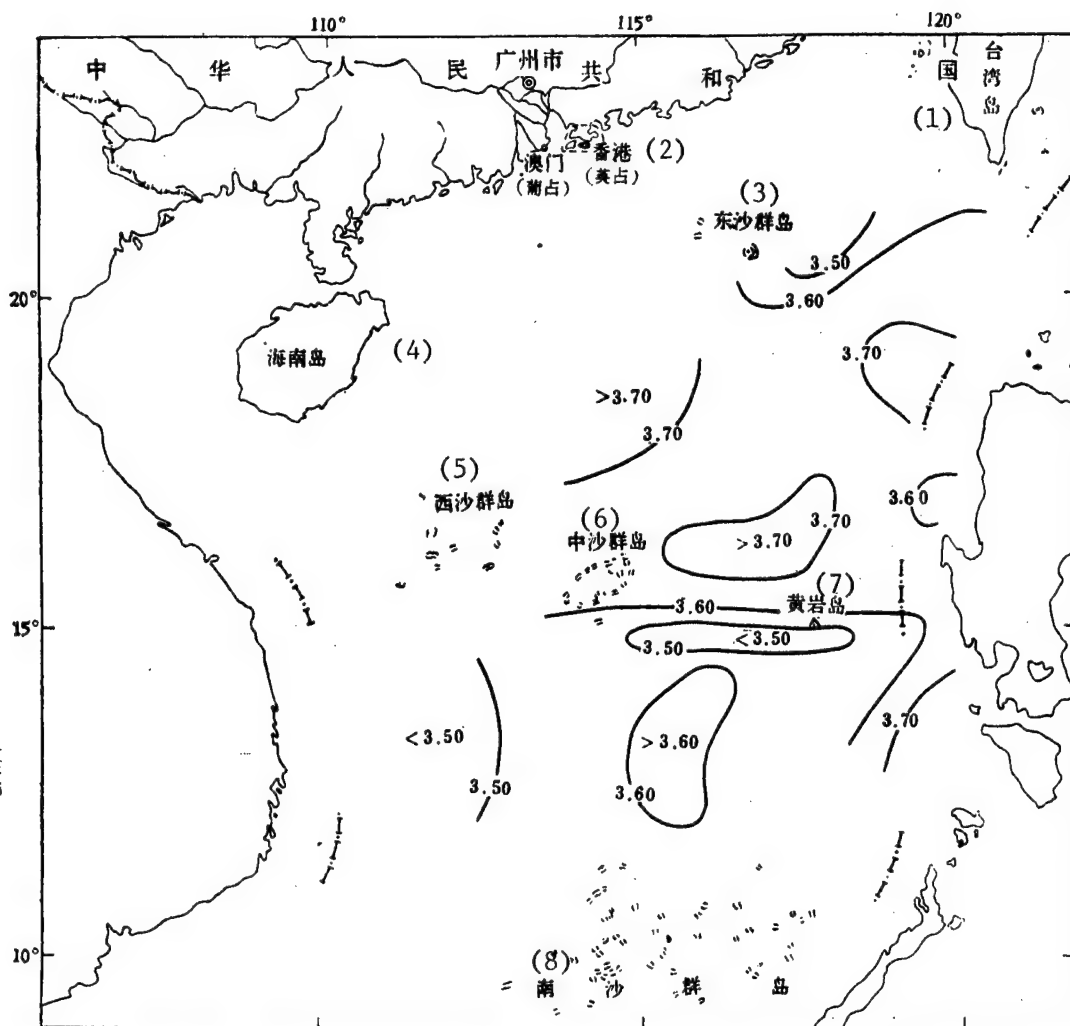 110° 115° 120°
中 华 人 民 共 和 国
广州市
台湾岛
(1)
澳门
(葡占)
香港
(英占)
(2)
(3)
东沙群岛
3.50
3.60
20°
海南岛
(4)
3.70
>3.70
3.70
(5)
西沙群岛
(6)
中沙群岛
3.60
3.70
>3.70
(7)
黄岩岛
3.60
15°
<3.50
3.50
<3.50
3.50
>3.60
3.60
3.70
10°
(8)
南 沙 群 岛